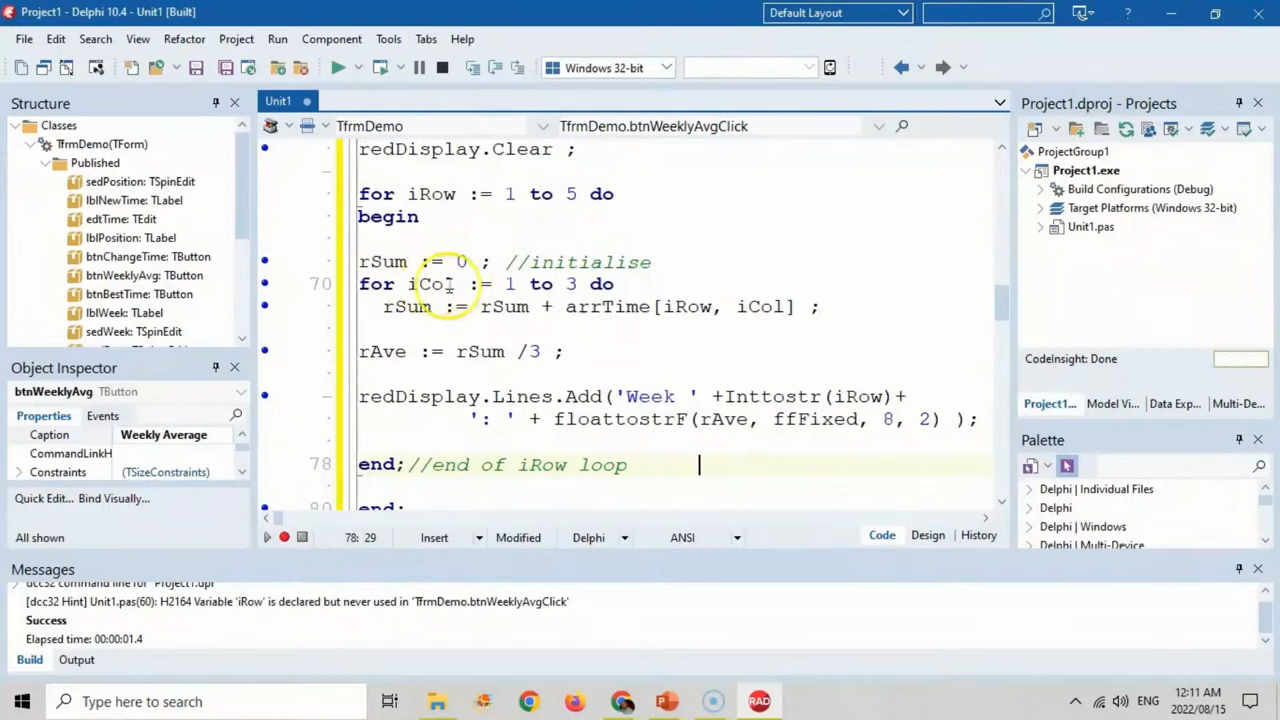 Project1 - Delphi 10.4 - Unit1 [Built]
Default Layout
File Edit Search View Refactor Project Run Component Tools Tabs Help
Windows 32-bit
Structure
Classes
TfrmDemo(TForm)
Published
sedPosition: TSpinEdit
lblNewTime: TLabel
edtTime: TEdit
lblPosition: TLabel
btnChangeTime: TButton
btnWeeklyAvg: TButton
btnBestTime: TButton
lblWeek: TLabel
sedWeek: TSpinEdit
Object Inspector
btnWeeklyAvg TButton
Properties Events
Caption Weekly Average
CommandLinkH
Constraints (TSizeConstraints)
Quick Edit... Bind Visually...
All shown
Unit1
TfrmDemo TfrmDemo.btnWeeklyAvgClick
redDisplay.Clear ;
for iRow := 1 to 5 do
begin
rSum := 0 ; //initialise
70 for iCol := 1 to 3 do
rSum := rSum + arrTime[iRow, iCol] ;
rAve := rSum /3 ;
redDisplay.Lines.Add('Week ' +Inttostr(iRow)+
': ' + floattostrF(rAve, ffFixed, 8, 2) );
78 end;//end of iRow loop
80 end;
78: 29 Insert Modified Delphi ANSI Code Design History
Project1.dproj - Projects
ProjectGroup1
Project1.exe
Build Configurations (Debug)
Target Platforms (Windows 32-bit)
Unit1.pas
CodeInsight: Done
Project1... Model Vi... Data Exp... Multi-De...
Palette
Delphi | Individual Files
Delphi
Delphi | Windows
Delphi | Multi-Device
Messages
dcc32 command line for "Project1.dpr"
[dcc32 Hint] Unit1.pas(60): H2164 Variable 'iRow' is declared but never used in 'TfrmDemo.btnWeeklyAvgClick'
Success
Elapsed time: 00:00:01.4
Build Output
Type here to search
RAD
ENG
12:11 AM
2022/08/15